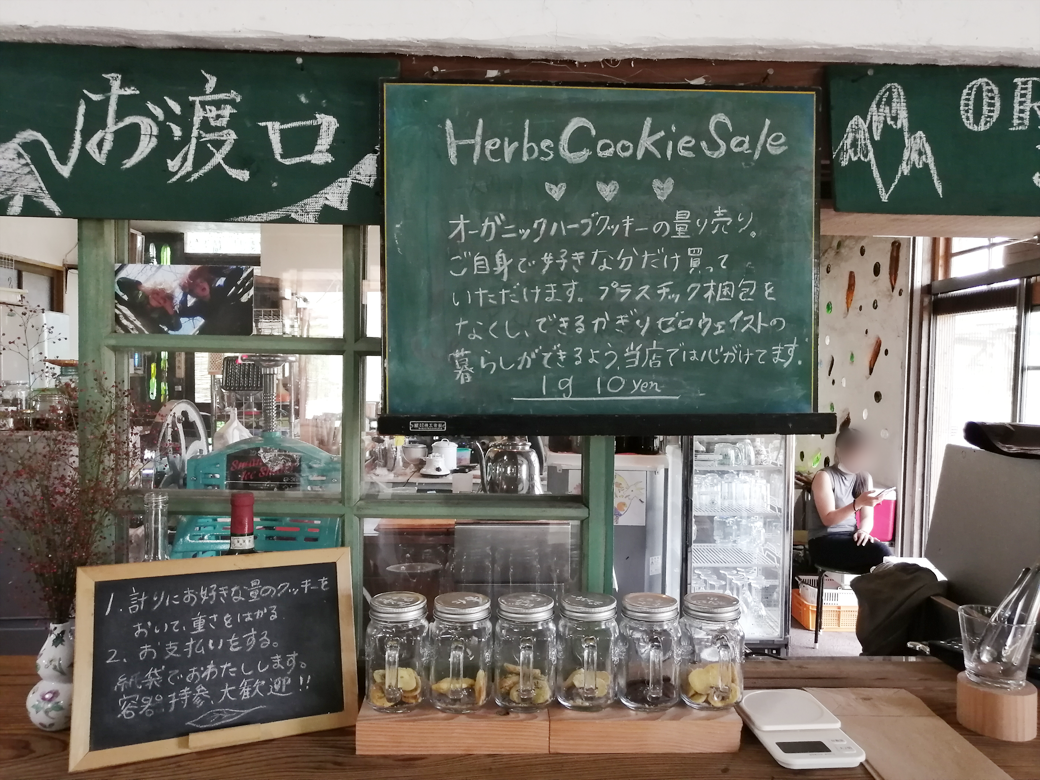 お渡口
Herbs Cookie Sale
オーガニックハーブクッキーの量り売り。
ご自身で好きな分だけ買って
いただけます。プラスチック梱包を
なくし、できるかぎりゼロウェイストの
暮らしができるよう、当店では心がけてます。
1g 10yen
OR
1. 計りにお好きな量のクッキーを
おいて、重さをはかる。
2. お支払いをする。
紙袋でおわたしします。
容器持参、大歓迎!!